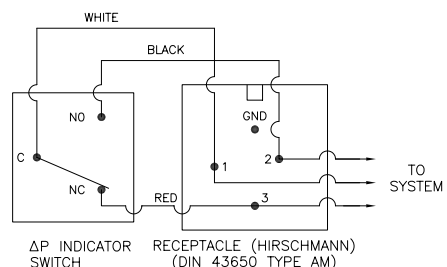 WHITE
BLACK
NO
GND
C
1
2
NC
RED
3
TO
SYSTEM
ΔP INDICATOR
SWITCH
RECEPTACLE (HIRSCHMANN)
(DIN 43650 TYPE AM)